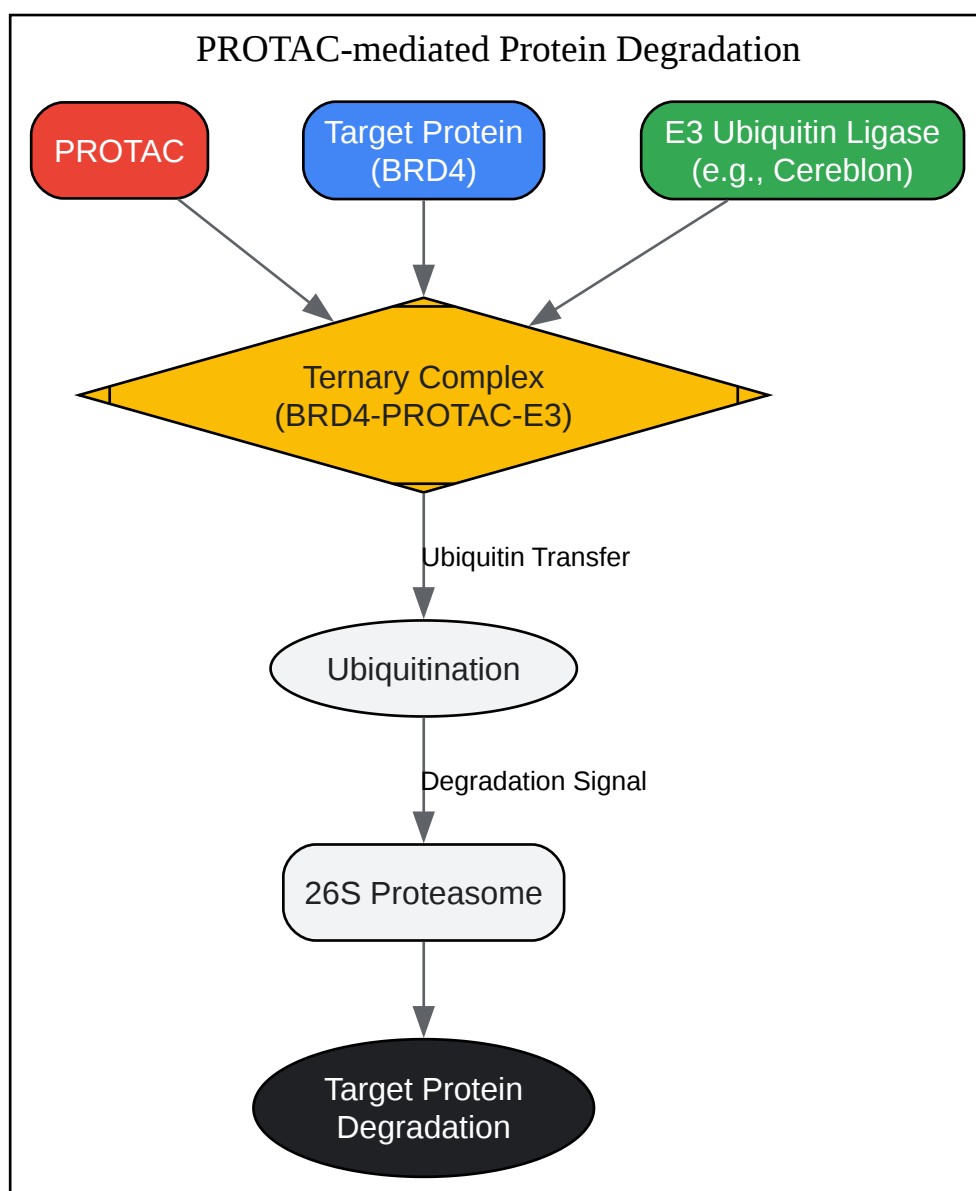 PROTAC-mediated Protein Degradation
PROTAC
Target Protein
(BRD4)
E3 Ubiquitin Ligase
(e.g., Cereblon)
Ternary Complex
(BRD4-PROTAC-E3)
Ubiquitin Transfer
Ubiquitination
Degradation Signal
26S Proteasome
Target Protein
Degradation